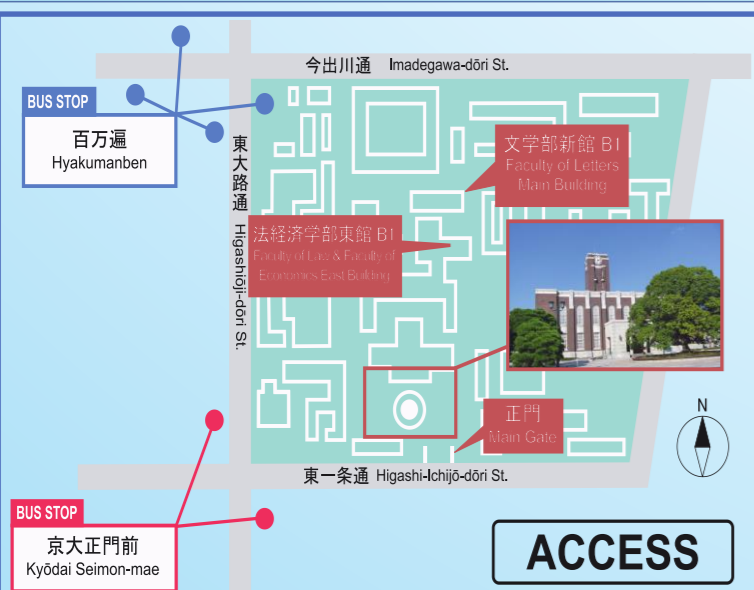 今出川通 Imadegawa-dōri St.
BUS STOP
百万遍
Hyakumanben
東大路通 Higashiōji-dōri St.
文学部新館 B1
Faculty of Letters
Main Building
法経済学部東館 B1
Faculty of Law & Faculty of
Economics East Building
正門
Main Gate
N
東一条通 Higashi-Ichijō-dōri St.
BUS STOP
京大正門前
Kyōdai Seimon-mae
ACCESS